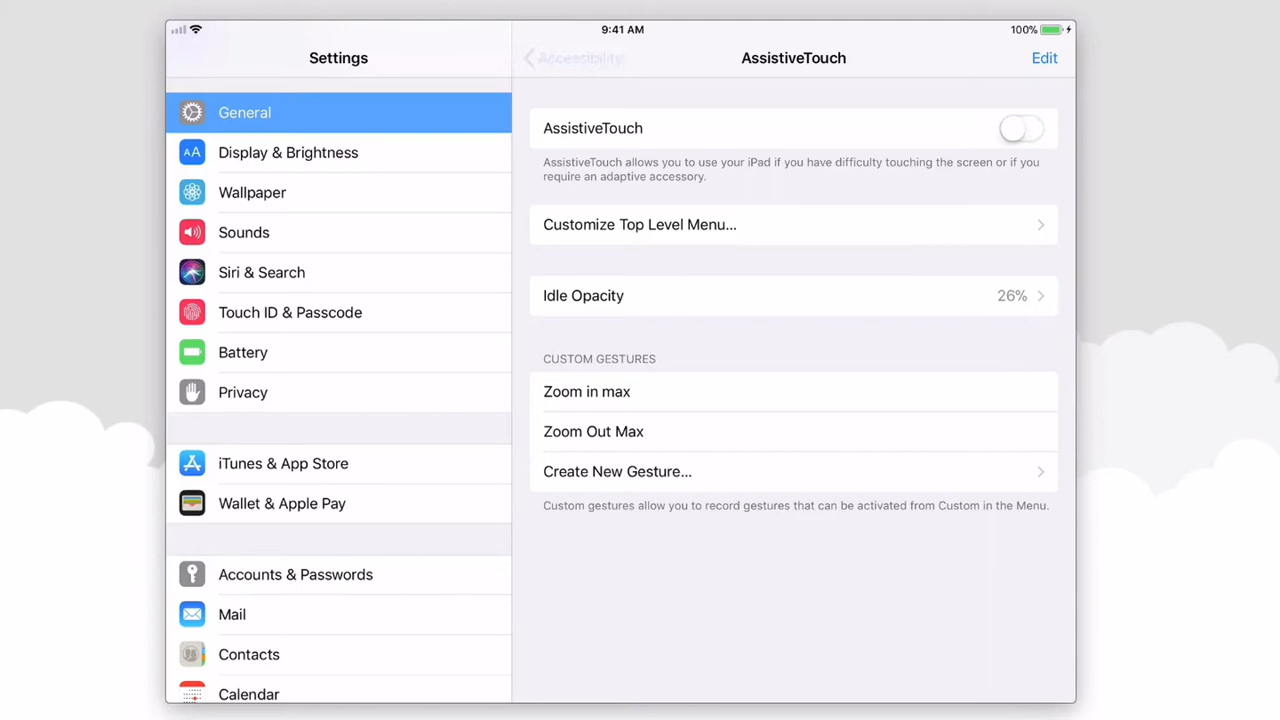 9:41 AM
100%
Settings
Accessibility
AssistiveTouch
Edit
General
Display & Brightness
Wallpaper
Sounds
Siri & Search
Touch ID & Passcode
Battery
Privacy
iTunes & App Store
Wallet & Apple Pay
Accounts & Passwords
Mail
Contacts
Calendar
AssistiveTouch
AssistiveTouch allows you to use your iPad if you have difficulty touching the screen or if you
require an adaptive accessory.
Customize Top Level Menu...
Idle Opacity 26%
CUSTOM GESTURES
Zoom in max
Zoom Out Max
Create New Gesture...
Custom gestures allow you to record gestures that can be activated from Custom in the Menu.